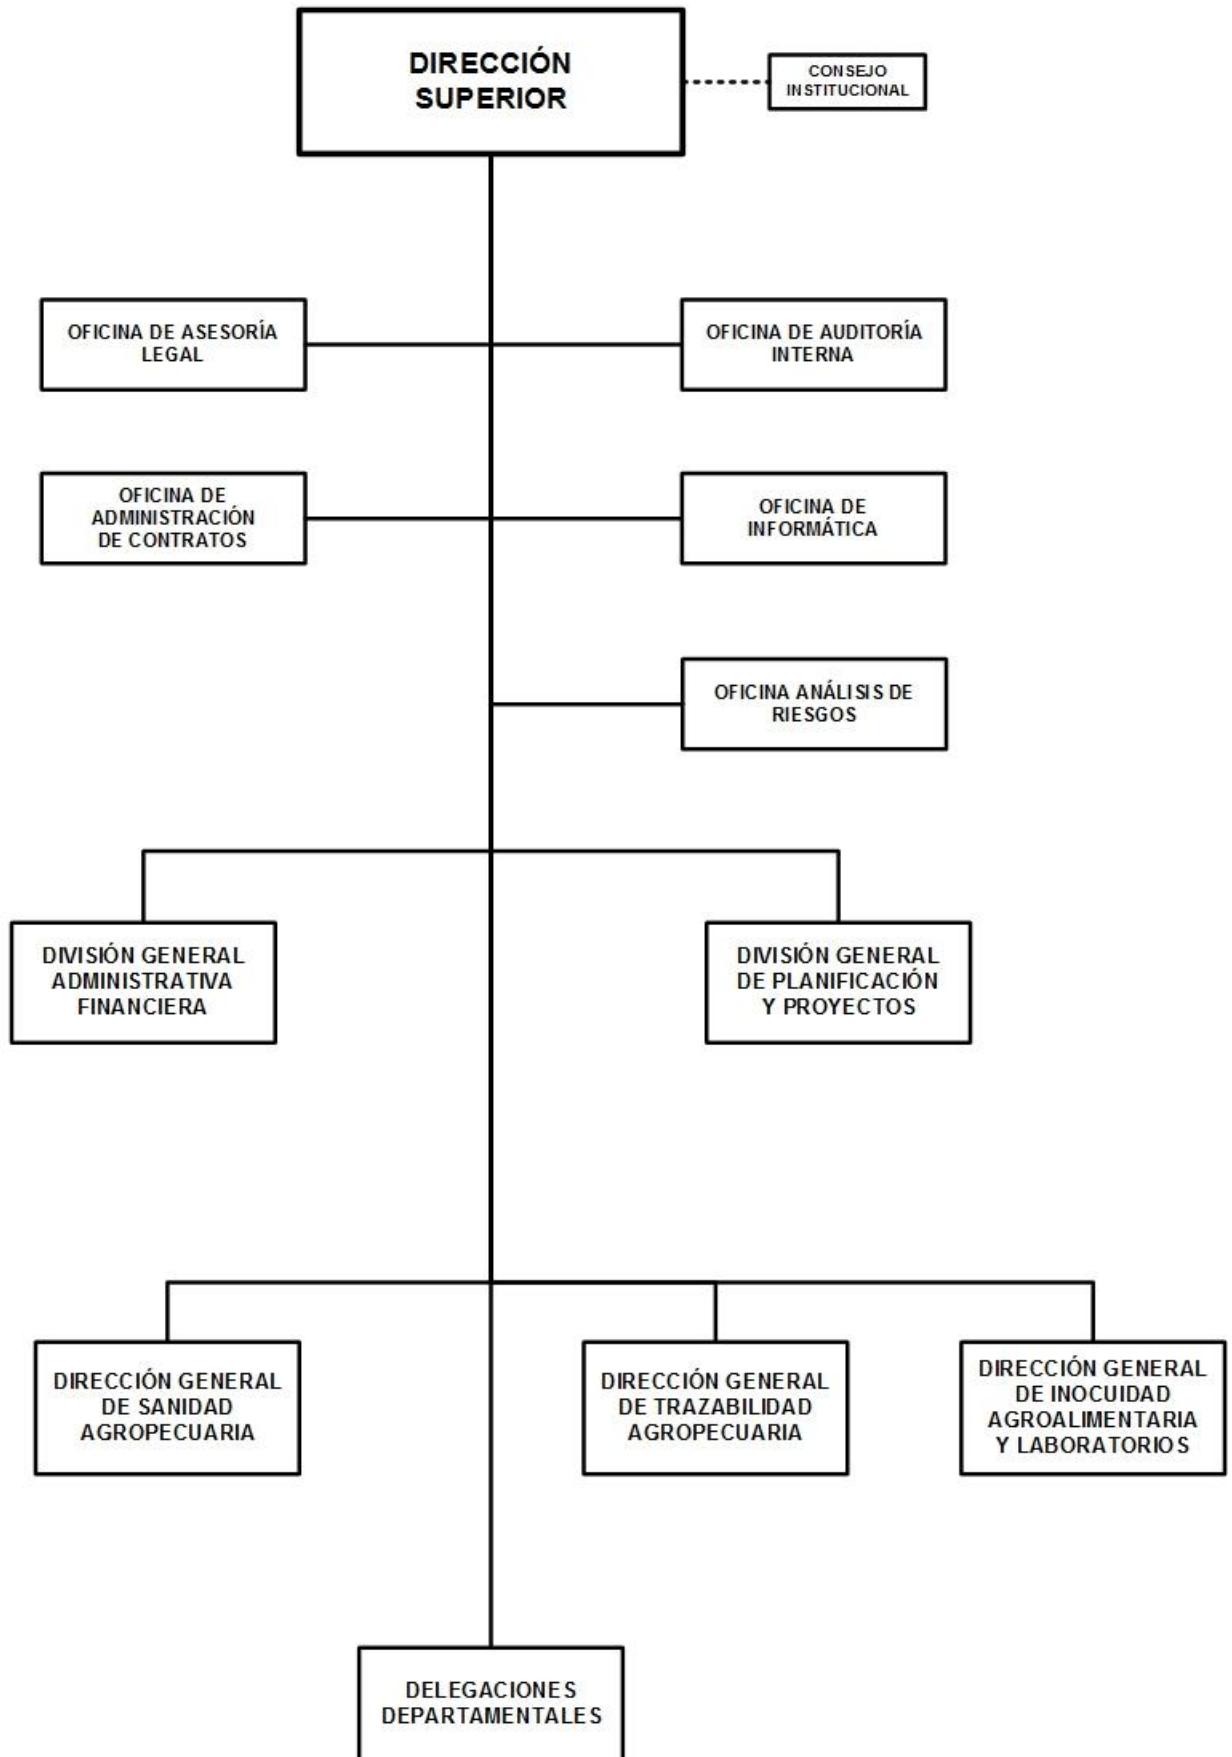 DIRECCIÓN
SUPERIOR
CONSEJO
INSTITUCIONAL
OFICINA DE ASESORÍA
LEGAL
OFICINA DE AUDITORÍA
INTERNA
OFICINA DE
ADMINISTRACIÓN
DE CONTRATOS
OFICINA DE
INFORMÁTICA
OFICINA ANÁLISIS DE
RIESGOS
DIVISIÓN GENERAL
ADMINISTRATIVA
FINANCIERA
DIVISIÓN GENERAL
DE PLANIFICACIÓN
Y PROYECTOS
DIRECCIÓN GENERAL
DE SANIDAD
AGROPECUARIA
DIRECCIÓN GENERAL
DE TRAZABILIDAD
AGROPECUARIA
DIRECCIÓN GENERAL
DE INOCUIDAD
AGROALIMENTARIA
Y LABORATORIOS
DELEGACIONES
DEPARTAMENTALES